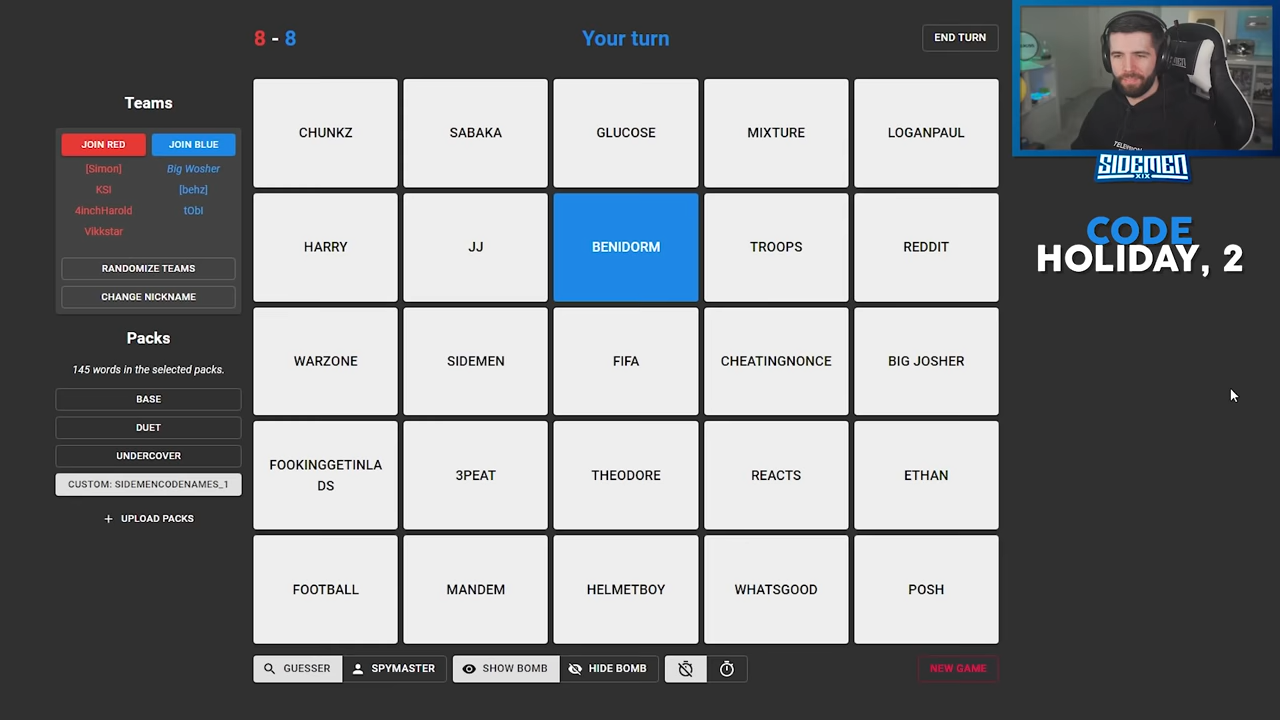 8 - 8
Your turn
END TURN
Teams
JOIN RED
JOIN BLUE
[Simon]
Big Wosher
KSI
[behz]
4inchHarold
tObI
Vikkstar
RANDOMIZE TEAMS
CHANGE NICKNAME
Packs
145 words in the selected packs.
BASE
DUET
UNDERCOVER
CUSTOM: SIDEMENCODENAMES_1
+ UPLOAD PACKS
CHUNKZ
SABAKA
GLUCOSE
MIXTURE
LOGANPAUL
HARRY
JJ
BENIDORM
TROOPS
REDDIT
WARZONE
SIDEMEN
FIFA
CHEATINGNONCE
BIG JOSHER
FOOKINGGETINLA
DS
3PEAT
THEODORE
REACTS
ETHAN
FOOTBALL
MANDEM
HELMETBOY
WHATSGOOD
POSH
GUESSER
SPYMASTER
SHOW BOMB
HIDE BOMB
NEW GAME
SIDEMEN
XIX
CODE
HOLIDAY, 2